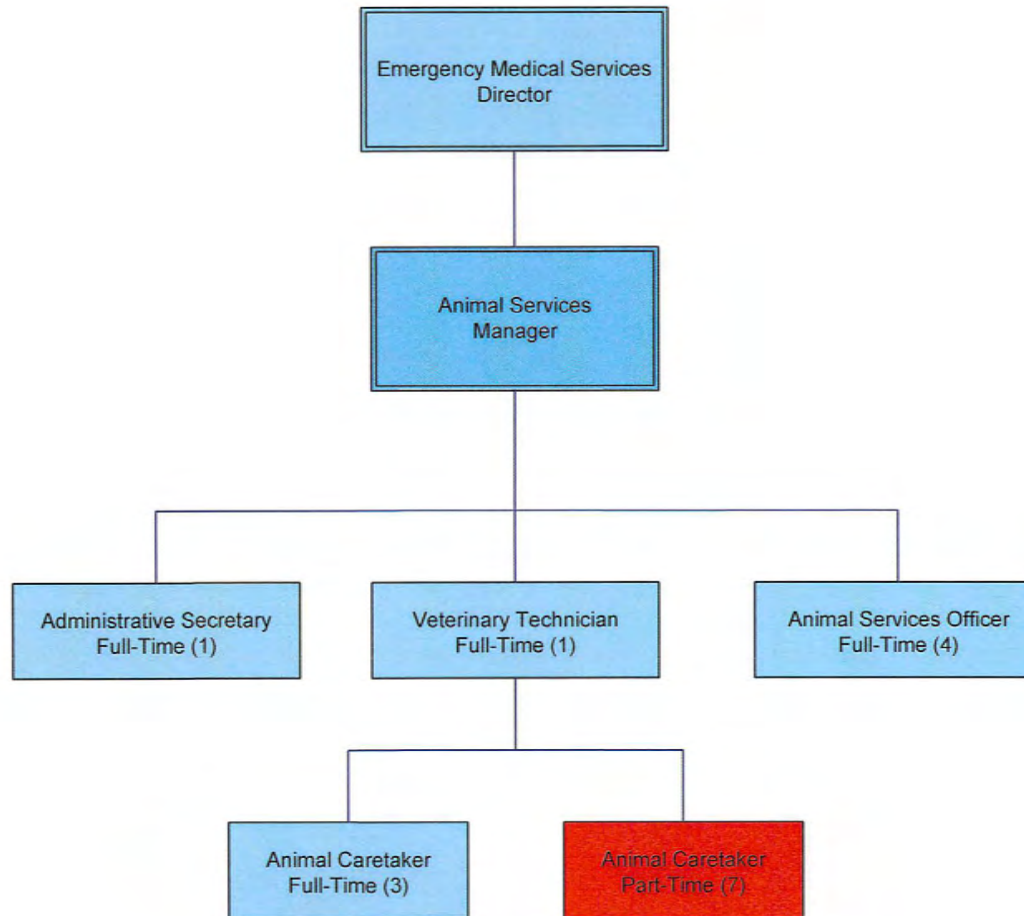 Emergency Medical Services
Director
Animal Services
Manager
Administrative Secretary
Full-Time (1)
Veterinary Technician
Full-Time (1)
Animal Services Officer
Full-Time (4)
Animal Caretaker
Full-Time (3)
Animal Caretaker
Part-Time (7)